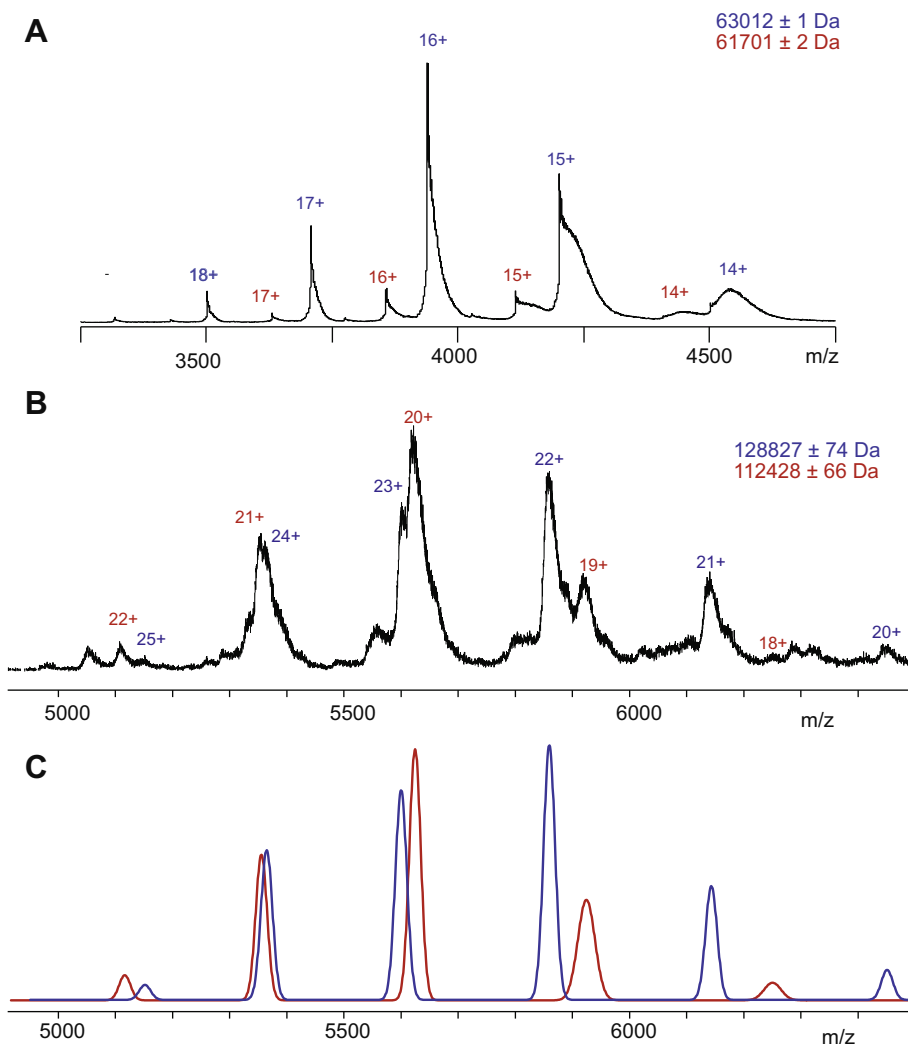 A
63012 ± 1 Da
61701 ± 2 Da
16+
15+
17+
18+
17+
16+
15+
14+
14+
3500
4000
4500
m/z
B
128827 ± 74 Da
112428 ± 66 Da
20+
23+
22+
21+
24+
19+
21+
22+
25+
18+
20+
5000
5500
6000
m/z
C
5000
5500
6000
m/z